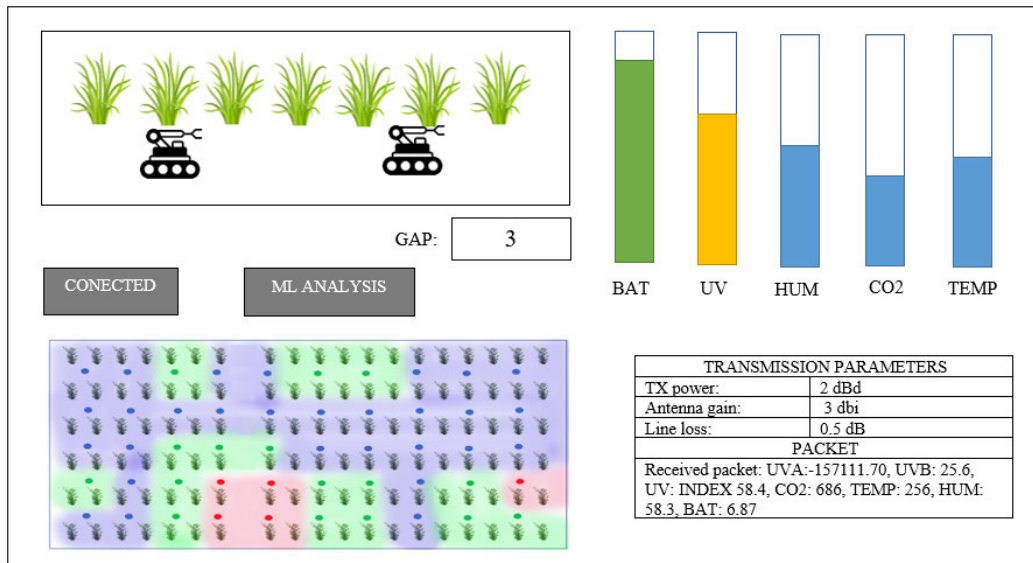 GAP: 3
CONECTED
ML ANALYSIS
BAT UV HUM CO2 TEMP
TRANSMISSION PARAMETERS
TX power: 2 dBd
Antenna gain: 3 dbi
Line loss: 0.5 dB
PACKET
Received packet: UVA:-157111.70, UVB: 25.6,
UV: INDEX 58.4, CO2: 686, TEMP: 256, HUM:
58.3, BAT: 6.87